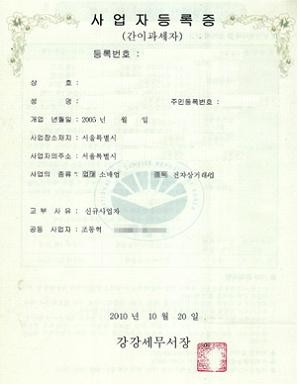 사업자등록증
(간이과세자)
등록번호 :
상 호 :
성 명 : 주민등록번호 :
개업 년월일 : 2005 년 월 일
사업장소재지 : 서울특별시
사업자의주소 : 서울특별시
사업의 종류 : 업태 소매업 종목 전자상거래업
교 부 사 유 : 신규사업자
공동 사업자 : 조동혁
2010 년 10 월 20 일
강강세무서장